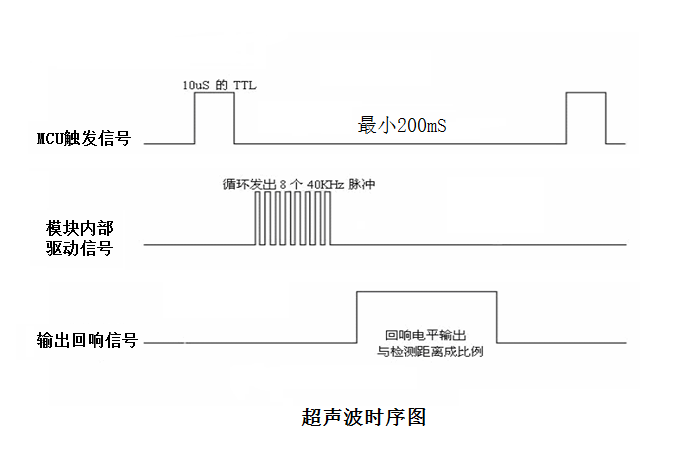 10uS 的 TTL
最小200mS
MCU触发信号
循环发出 8 个 40KHz 脉冲
模块内部
驱动信号
输出回响信号
回响电平输出
与检测距离成比例
超声波时序图